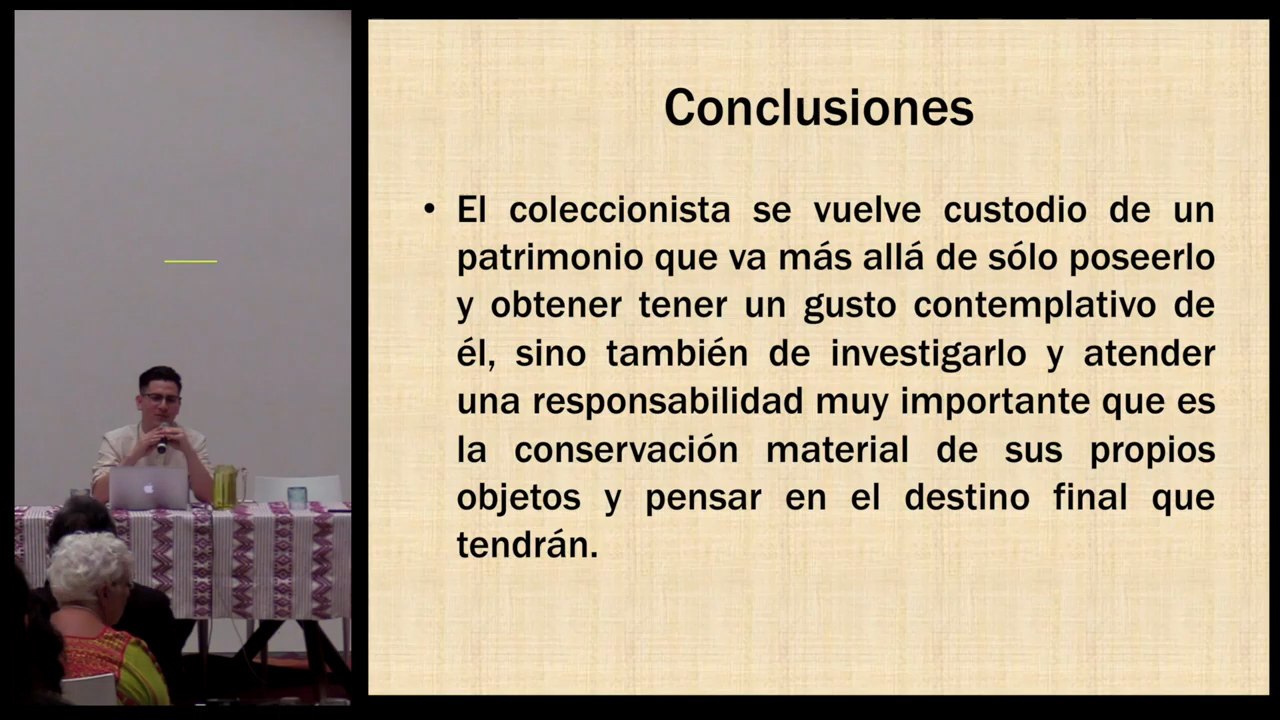 Conclusiones
• El coleccionista se vuelve custodio de un
patrimonio que va más allá de sólo poseerlo
y obtener tener un gusto contemplativo de
él, sino también de investigarlo y atender
una responsabilidad muy importante que es
la conservación material de sus propios
objetos y pensar en el destino final que
tendrán.